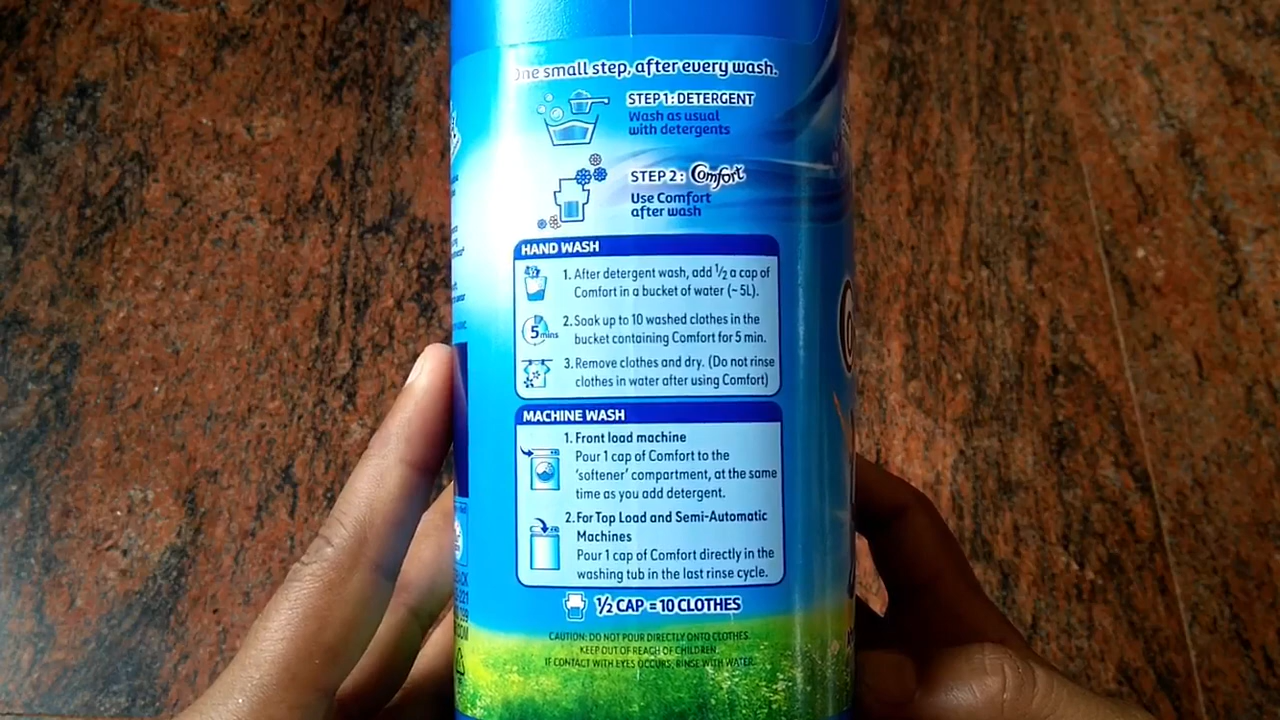 One small step, after every wash.
STEP 1: DETERGENT
Wash as usual
with detergents
STEP 2: Comfort
Use Comfort
after wash
HAND WASH
1. After detergent wash, add 1/2 a cap of
Comfort in a bucket of water (~5L).
5 mins
2. Soak up to 10 washed clothes in the
bucket containing Comfort for 5 min.
3. Remove clothes and dry. (Do not rinse
clothes in water after using Comfort)
MACHINE WASH
1. Front load machine
Pour 1 cap of Comfort to the
'softener' compartment, at the same
time as you add detergent.
2. For Top Load and Semi-Automatic
Machines
Pour 1 cap of Comfort directly in the
washing tub in the last rinse cycle.
1/2 CAP = 10 CLOTHES
CAUTION: DO NOT POUR DIRECTLY ONTO CLOTHES.
KEEP OUT OF REACH OF CHILDREN.
IF CONTACT WITH EYES OCCURS, RINSE WITH WATER.